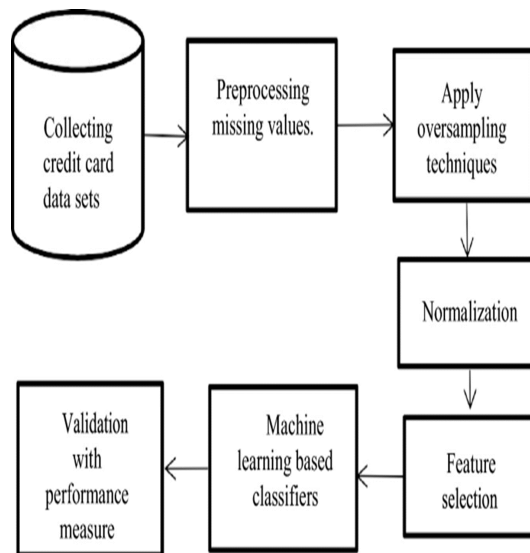 Collecting
credit card
data sets
Preprocessing
missing values.
Apply
oversampling
techniques
Normalization
Feature
selection
Machine
learning based
classifiers
Validation
with
performance
measure